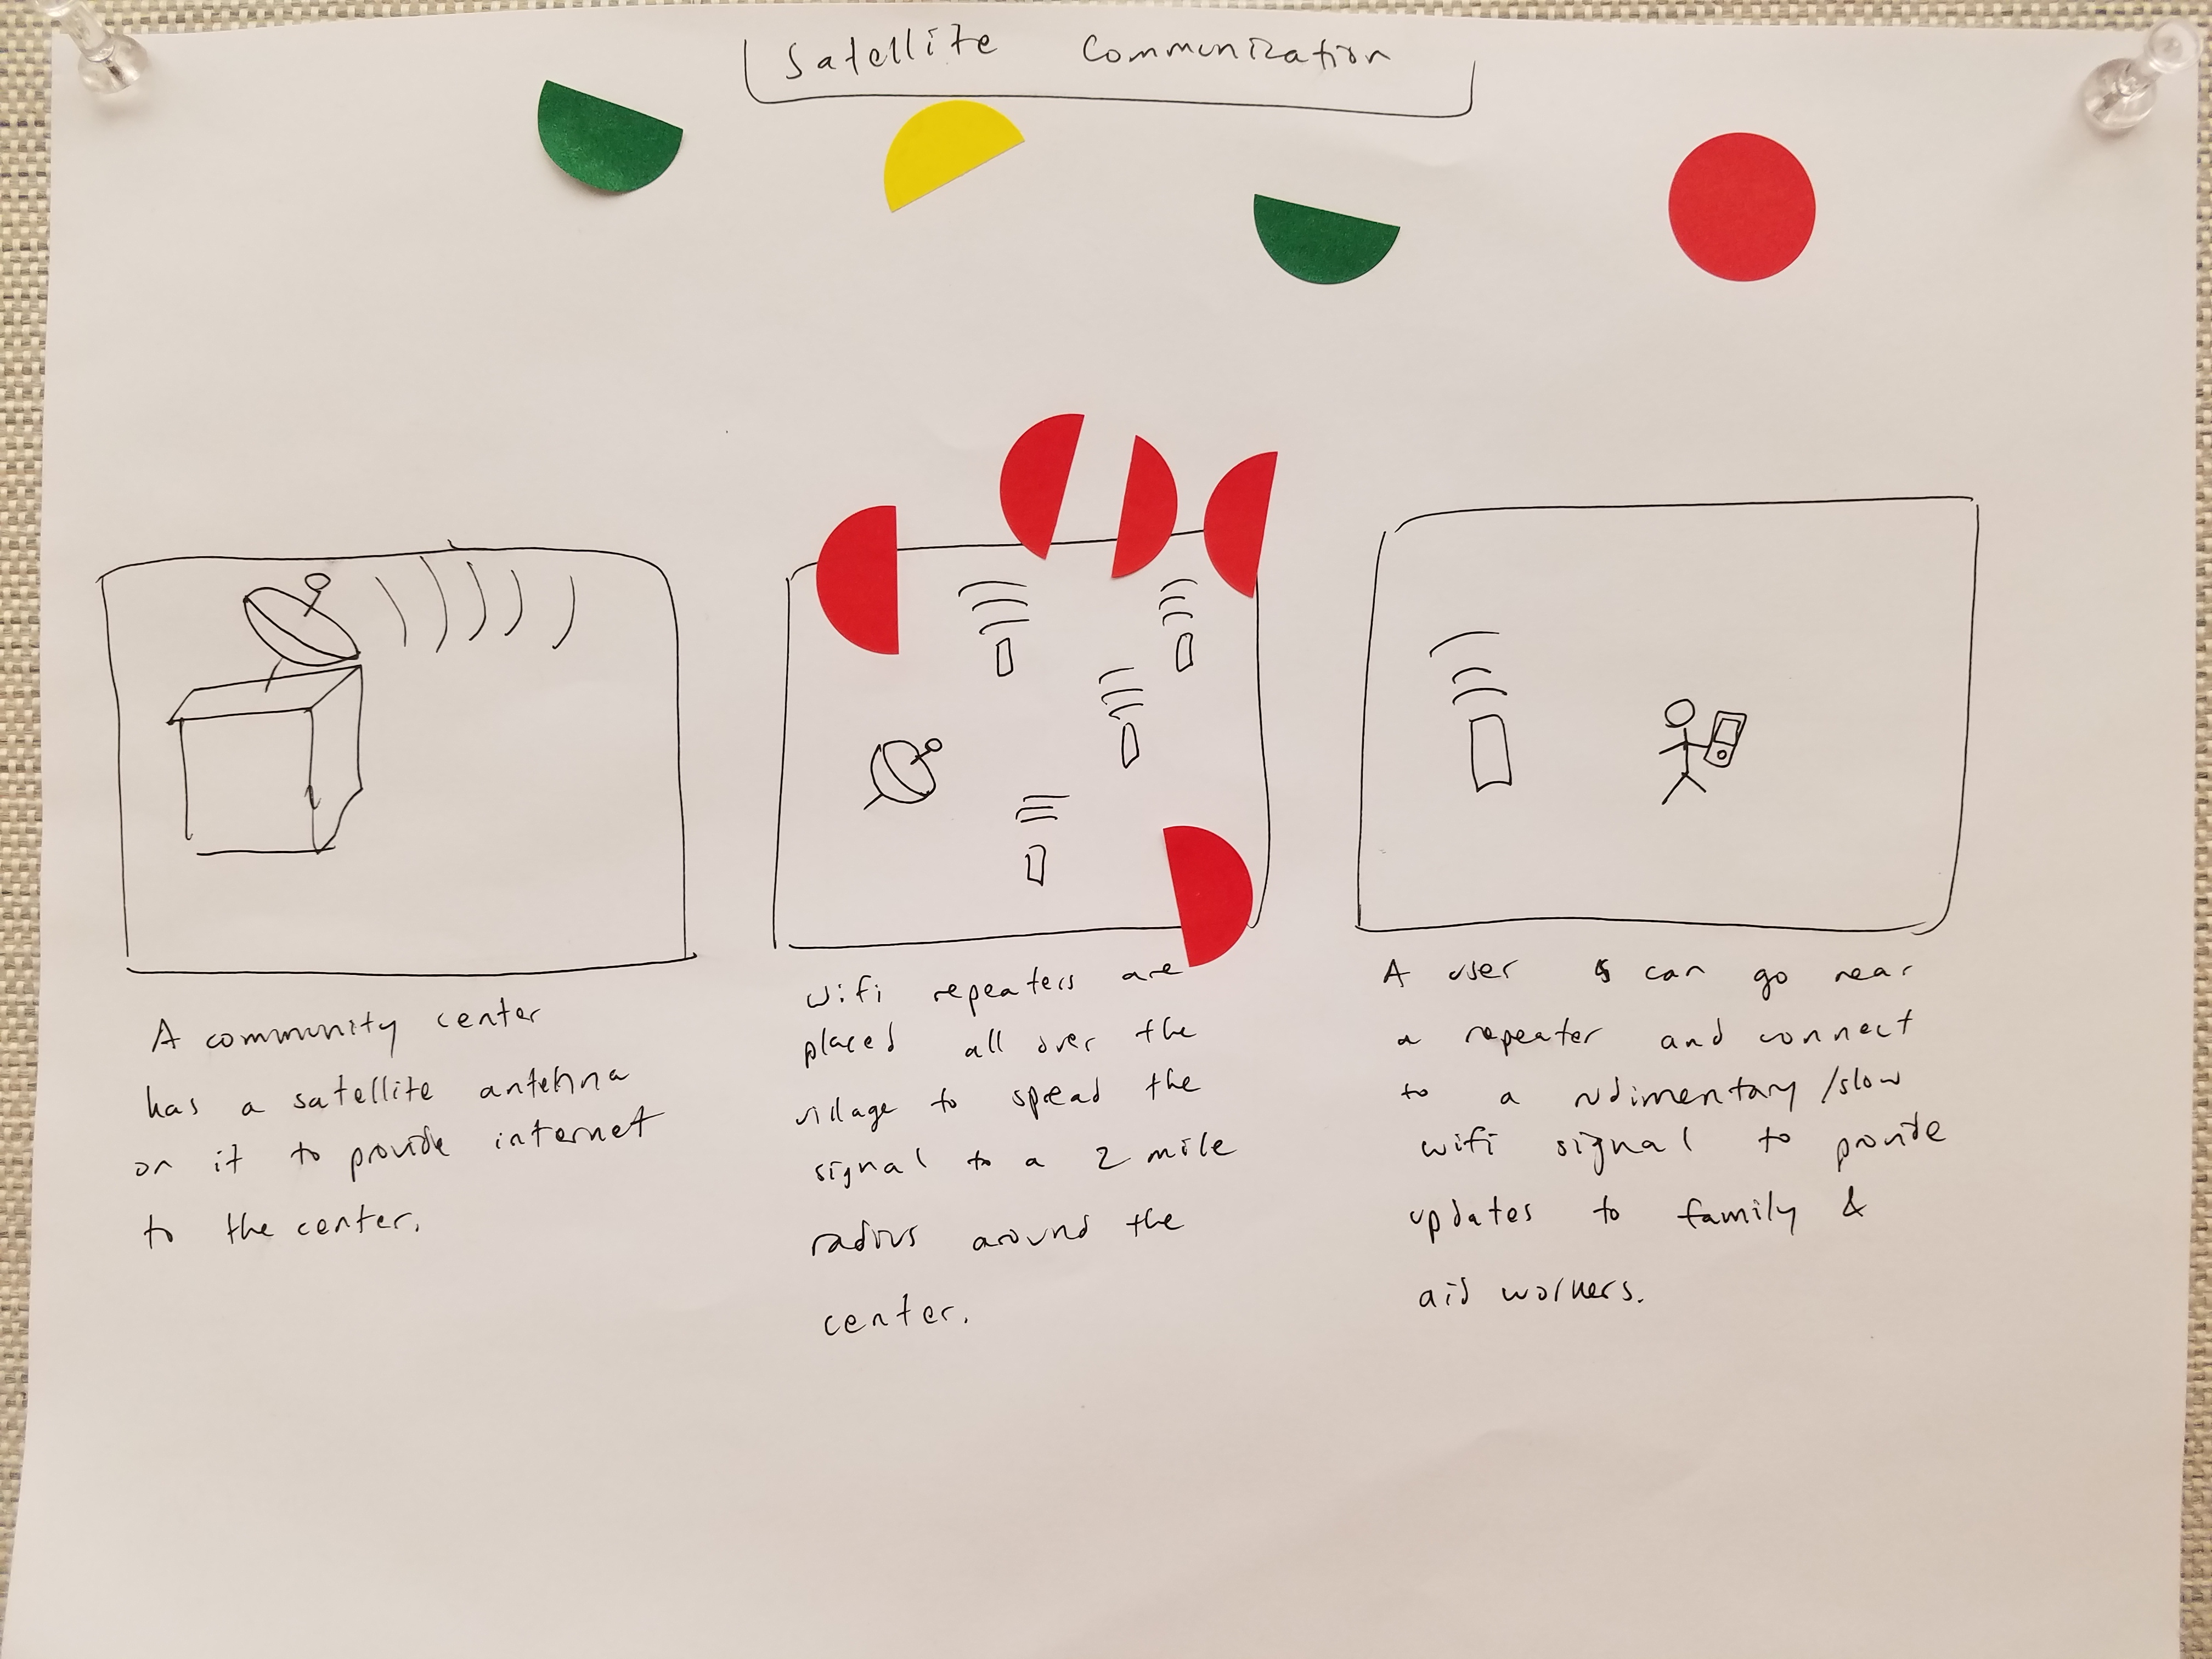 Satellite Communication
A community center
has a satellite antenna
on it to provide internet
to the center.
wifi repeaters are
placed all over the
village to spread the
signal to a 2 mile
radius around the
center.
A user can go near
a repeater and connect
to a rudimentary /slow
wifi signal to provide
updates to family &
aid workers.